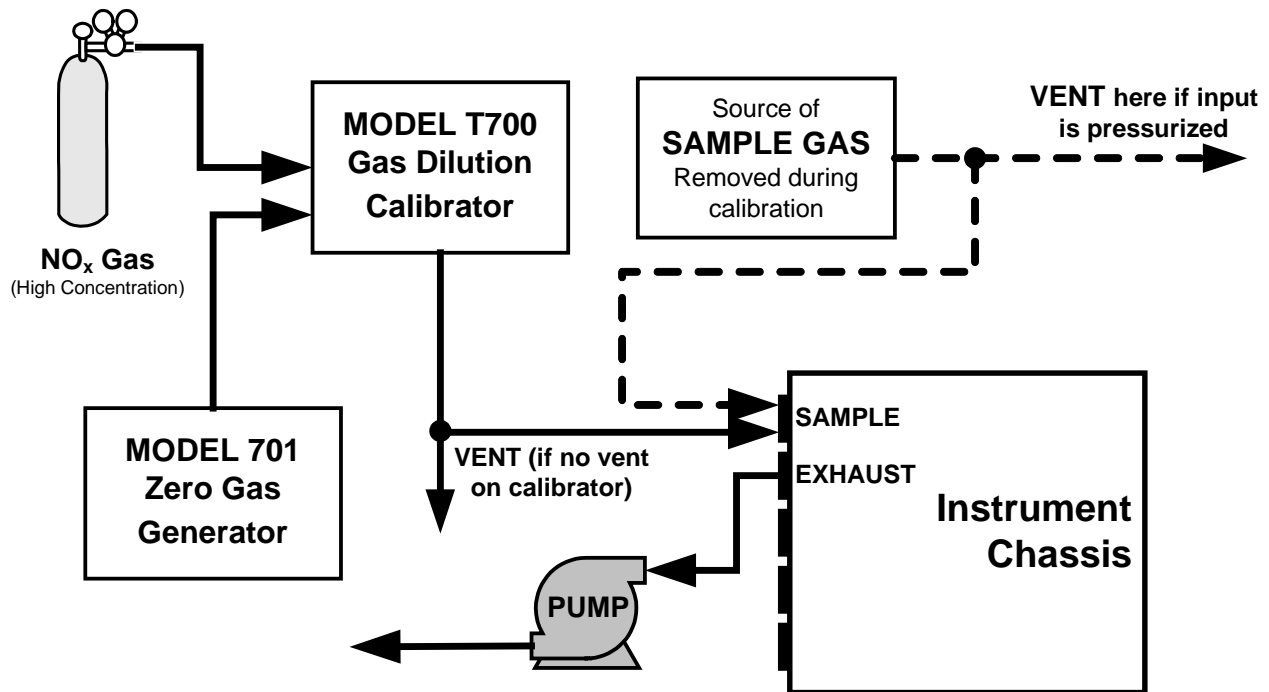 NOₓ Gas
(High Concentration)
MODEL T700
Gas Dilution
Calibrator
MODEL 701
Zero Gas
Generator
Source of
SAMPLE GAS
Removed during
calibration
VENT here if input
is pressurized
VENT (if no vent
on calibrator)
SAMPLE
EXHAUST
Instrument
Chassis
PUMP